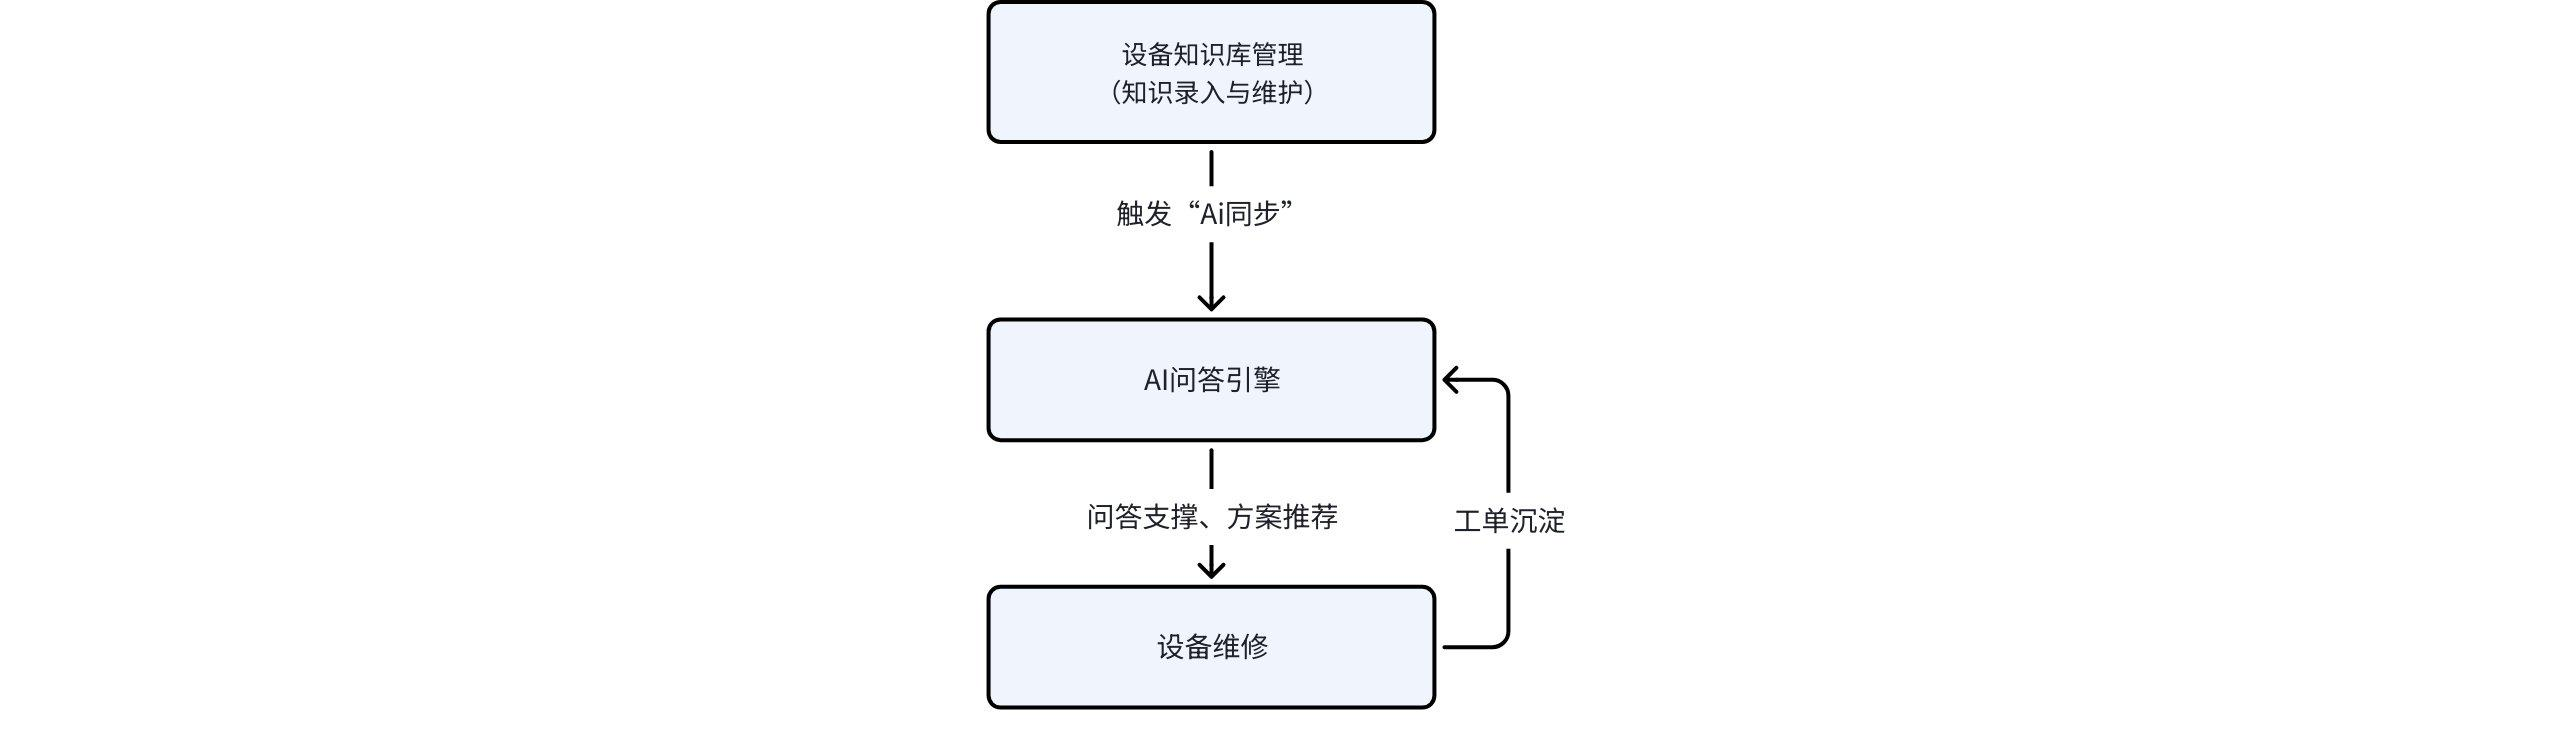 设备知识库管理
（知识录入与维护）
触发“Ai同步”
AI问答引擎
问答支撑、方案推荐
工单沉淀
设备维修